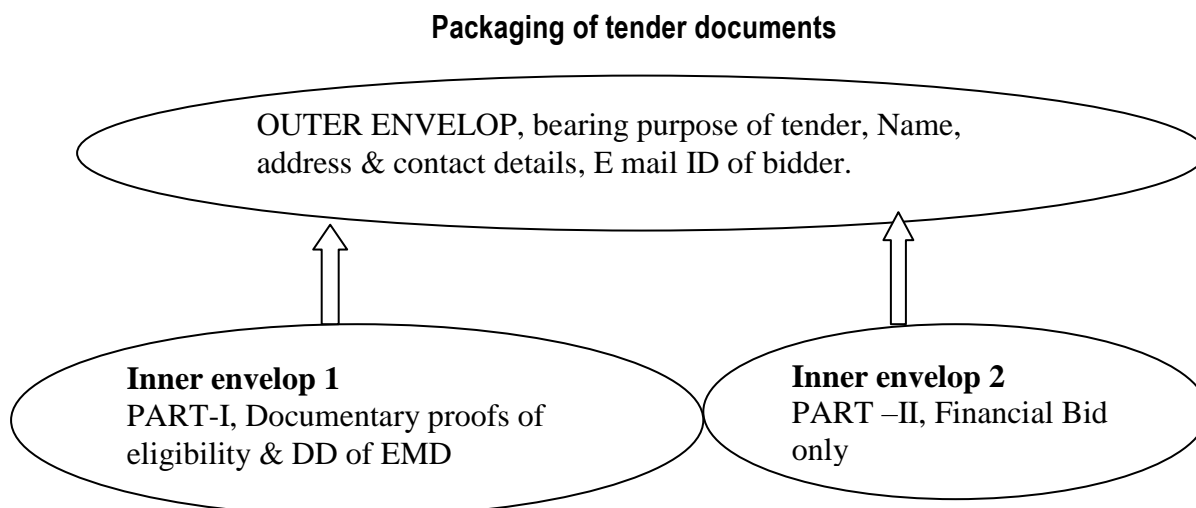 Packaging of tender documents
OUTER ENVELOP, bearing purpose of tender, Name,
address & contact details, E mail ID of bidder.
Inner envelop 1
PART-I, Documentary proofs of
eligibility & DD of EMD
Inner envelop 2
PART –II, Financial Bid
only